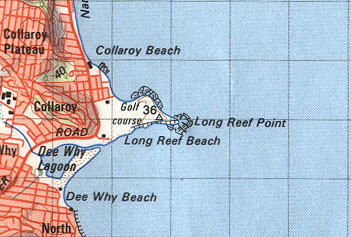 Nar
Collaroy
Plateau
Collaroy Beach
40
Collaroy
Golf
course
36
Long Reef Point
ROAD
Long Reef Beach
Why
Dee Why
Lagoon
Dee Why Beach
North